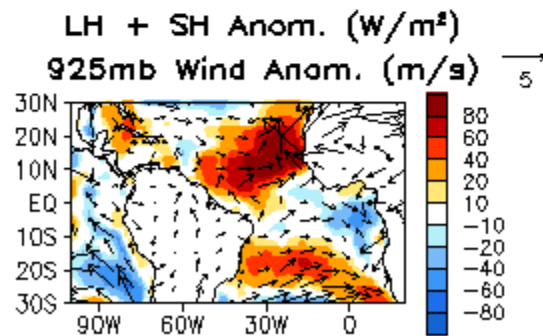 LH + SH Anom. (W/m²)
925mb Wind Anom. (m/s)
5
30N
20N
10N
EQ
10S
20S
30S
90W 60W 30W 0
80
60
40
20
10
-10
-20
-40
-60
-80